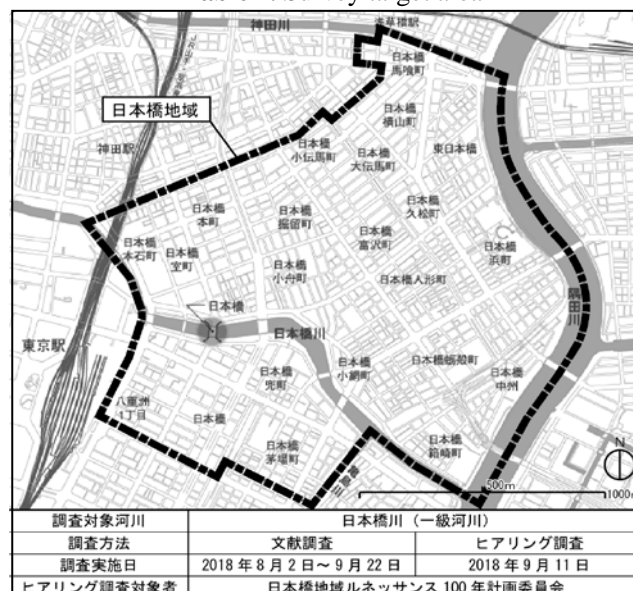 神田川
浅草橋駅
日本橋
馬喰町
日本橋地域
日本橋
横山町
神田駅
日本橋
小伝馬町
日本橋
大伝馬町
東日本橋
日本橋
本町
日本橋
堀留町
日本橋
久松町
日本橋
本石町
日本橋
室町
日本橋
富沢町
日本橋
浜町
日本橋
小舟町
日本橋人形町
日本橋
日本橋川
隅田川
東京駅
日本橋
小網町
日本橋蛎殻町
日本橋
兜町
日本橋
中州
八重洲
1丁目
日本橋
日本橋
茅場町
日本橋
箱崎町
亀島川
N
500m
1000m
調査対象河川 日本橋川（一級河川）
調査方法 文献調査 ヒアリング調査
調査実施日 2018年8月2日～9月22日 2018年9月11日
ヒアリング調査対象者 日本橋地域ルネッサンス100年計画委員会